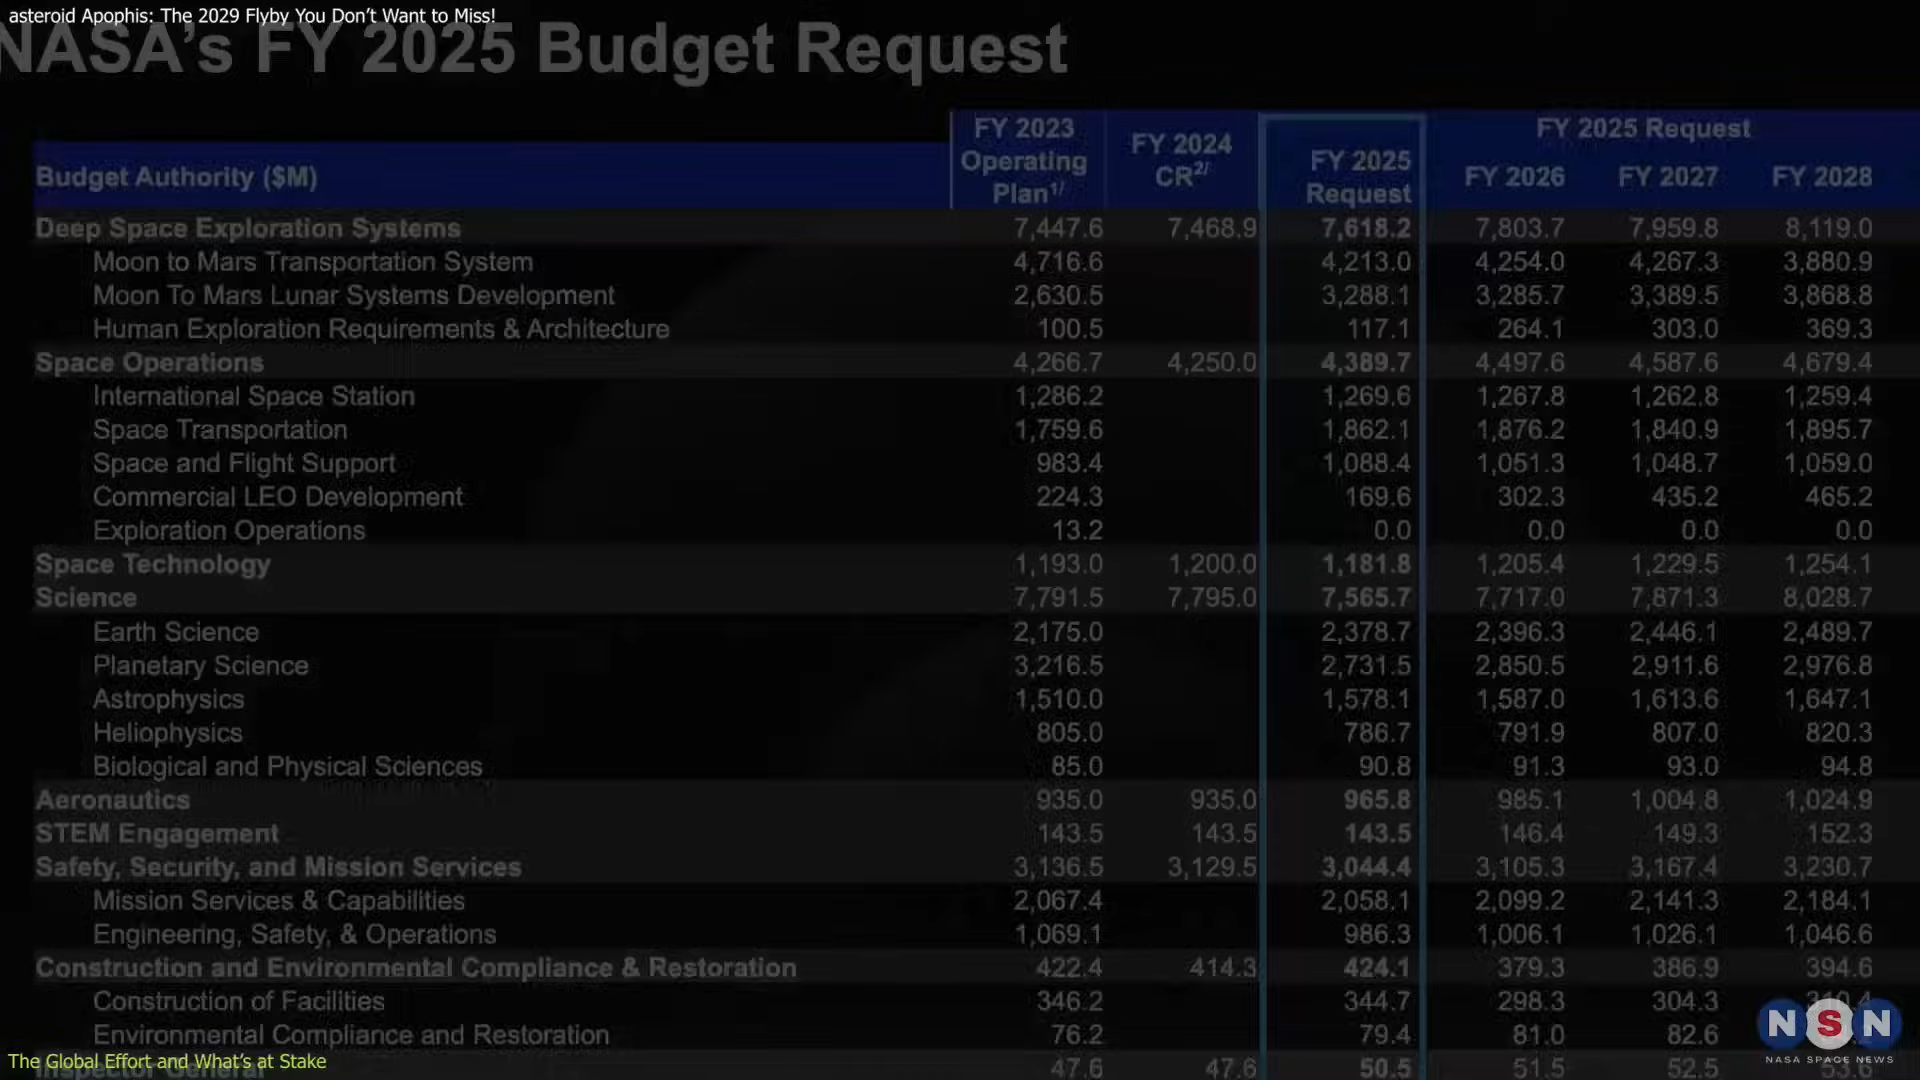 asteroid Apophis: The 2029 Flyby You Don't Want to Miss!
NASA's FY 2025 Budget Request
Budget Authority ($M) FY 2023 Operating Plan1/ FY 2024 CR2/ FY 2025 Request FY 2025 Request FY 2026 FY 2027 FY 2028
Deep Space Exploration Systems 7,447.6 7,468.9 7,618.2 7,803.7 7,959.8 8,119.0
Moon to Mars Transportation System 4,716.6 4,213.0 4,254.0 4,267.3 3,880.9
Moon To Mars Lunar Systems Development 2,630.5 3,288.1 3,285.7 3,389.5 3,868.8
Human Exploration Requirements & Architecture 100.5 117.1 264.1 303.0 369.3
Space Operations 4,266.7 4,250.0 4,389.7 4,497.6 4,587.6 4,679.4
International Space Station 1,286.2 1,269.6 1,267.8 1,262.8 1,259.4
Space Transportation 1,759.6 1,862.1 1,876.2 1,840.9 1,895.7
Space and Flight Support 983.4 1,088.4 1,051.3 1,048.7 1,059.0
Commercial LEO Development 224.3 169.6 302.3 435.2 465.2
Exploration Operations 13.2 0.0 0.0 0.0 0.0
Space Technology 1,193.0 1,200.0 1,181.8 1,205.4 1,229.5 1,254.1
Science 7,791.5 7,795.0 7,565.7 7,717.0 7,871.3 8,028.7
Earth Science 2,175.0 2,378.7 2,396.3 2,446.1 2,489.7
Planetary Science 3,216.5 2,731.5 2,850.5 2,911.6 2,976.8
Astrophysics 1,510.0 1,578.1 1,587.0 1,613.6 1,647.1
Heliophysics 805.0 786.7 791.9 807.0 820.3
Biological and Physical Sciences 85.0 90.8 91.3 93.0 94.8
Aeronautics 935.0 935.0 965.8 985.1 1,004.8 1,024.9
STEM Engagement 143.5 143.5 143.5 146.4 149.3 152.3
Safety, Security, and Mission Services 3,136.5 3,129.5 3,044.4 3,105.3 3,167.4 3,230.7
Mission Services & Capabilities 2,067.4 2,058.1 2,099.2 2,141.3 2,184.1
Engineering, Safety, & Operations 1,069.1 986.3 1,006.1 1,026.1 1,046.6
Construction and Environmental Compliance & Restoration 422.4 414.3 424.1 379.3 386.9 394.6
Construction of Facilities 346.2 344.7 298.3 304.3 310.4
Environmental Compliance and Restoration 76.2 79.4 81.0 82.6
Inspector General 47.6 47.6 50.5 51.5 52.5 53.6
The Global Effort and What's at Stake
NSN
NASA SPACE NEWS